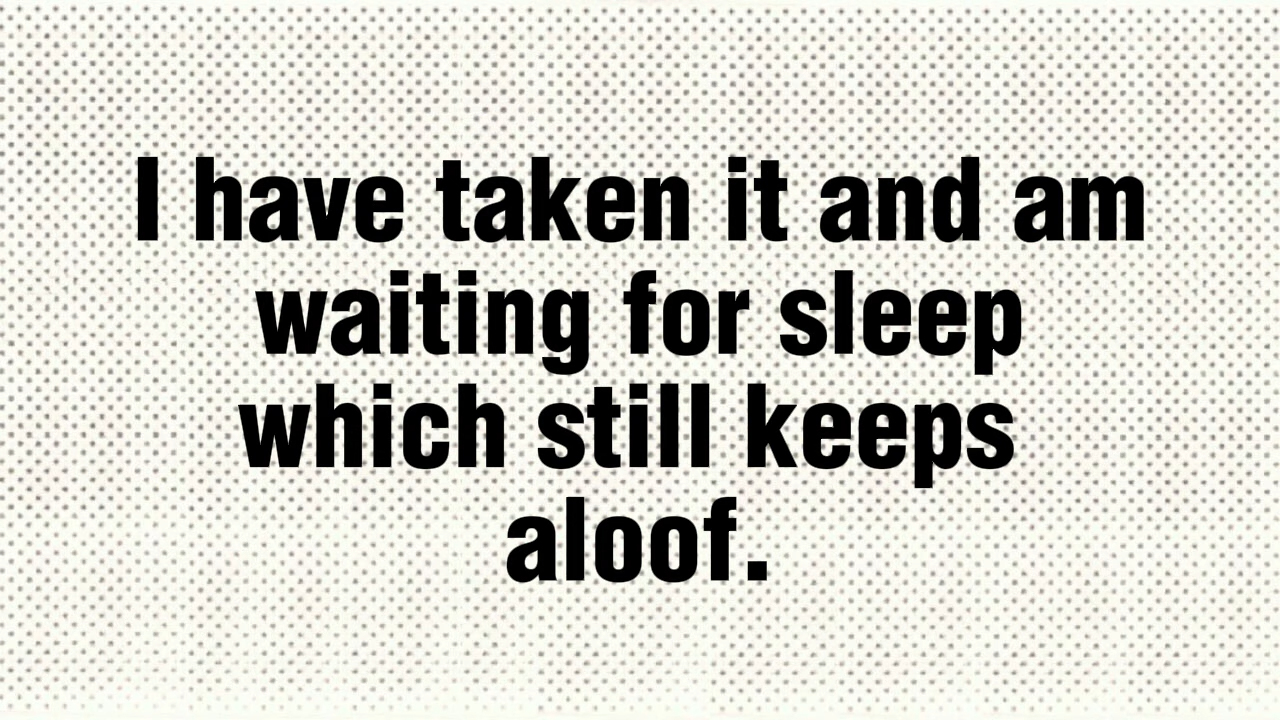 I have taken it and am
waiting for sleep
which still keeps
aloof.